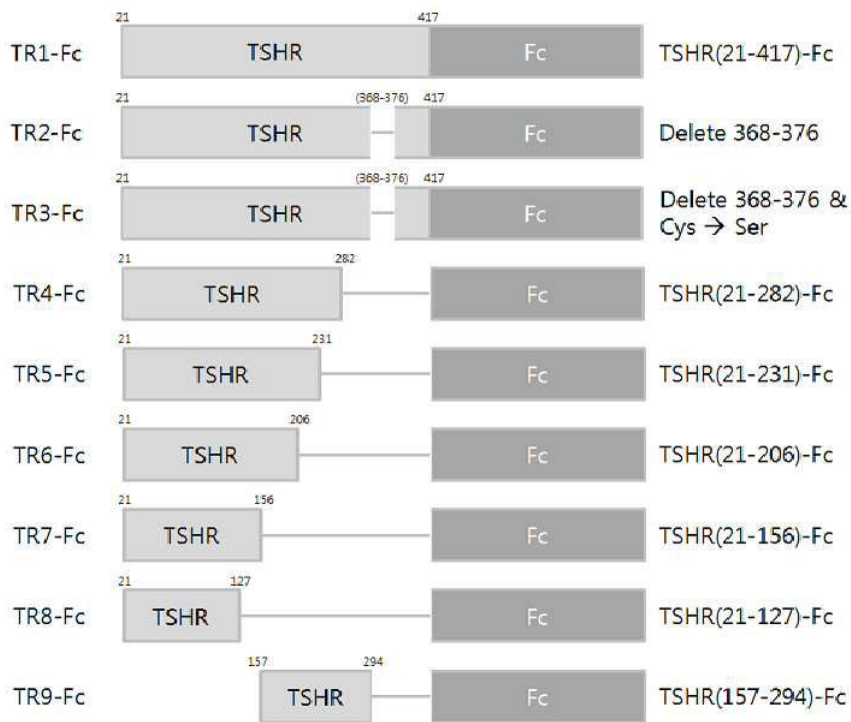 21 417
TR1-Fc TSHR Fc TSHR(21-417)-Fc
21 (368-376) 417
TR2-Fc TSHR Fc Delete 368-376
21 (368-376) 417
TR3-Fc TSHR Fc Delete 368-376 &
Cys → Ser
21 282
TR4-Fc TSHR Fc TSHR(21-282)-Fc
21 231
TR5-Fc TSHR Fc TSHR(21-231)-Fc
21 206
TR6-Fc TSHR Fc TSHR(21-206)-Fc
21 156
TR7-Fc TSHR Fc TSHR(21-156)-Fc
21 127
TR8-Fc TSHR Fc TSHR(21-127)-Fc
157 294
TR9-Fc TSHR Fc TSHR(157-294)-Fc